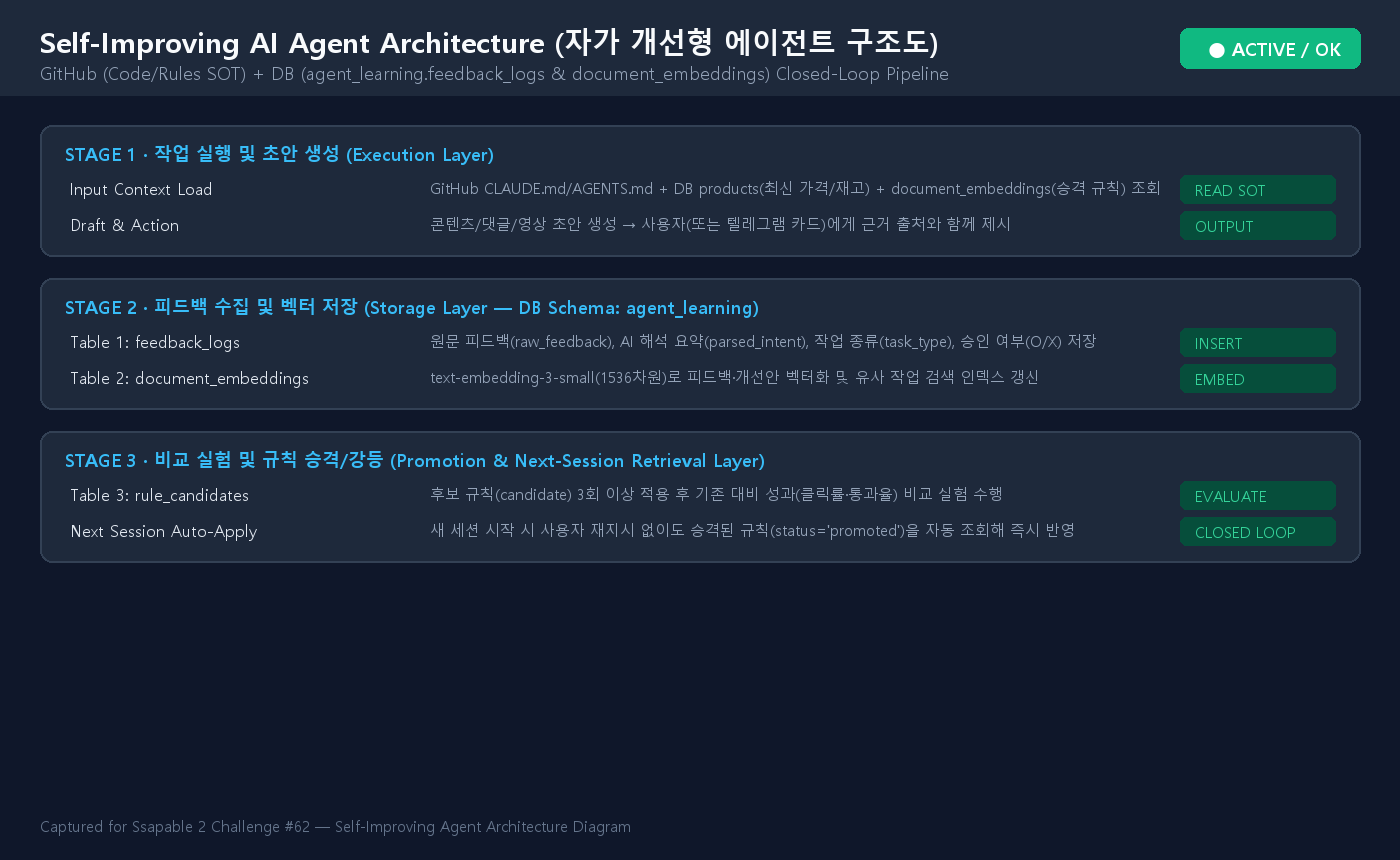 Self-Improving AI Agent Architecture (자가 개선형 에이전트 구조도)
GitHub (Code/Rules SOT) + DB (agent_learning.feedback_logs & document_embeddings) Closed-Loop Pipeline
● ACTIVE / OK
STAGE 1 · 작업 실행 및 초안 생성 (Execution Layer)
Input Context Load GitHub CLAUDE.md/AGENTS.md + DB products(최신 가격/재고) + document_embeddings(승격 규칙) 조회 READ SOT
Draft & Action 콘텐츠/댓글/영상 초안 생성 → 사용자(또는 텔레그램 카드)에게 근거 출처와 함께 제시 OUTPUT
STAGE 2 · 피드백 수집 및 벡터 저장 (Storage Layer — DB Schema: agent_learning)
Table 1: feedback_logs 원문 피드백(raw_feedback), AI 해석 요약(parsed_intent), 작업 종류(task_type), 승인 여부(O/X) 저장 INSERT
Table 2: document_embeddings text-embedding-3-small(1536차원)로 피드백·개선안 벡터화 및 유사 작업 검색 인덱스 갱신 EMBED
STAGE 3 · 비교 실험 및 규칙 승격/강등 (Promotion & Next-Session Retrieval Layer)
Table 3: rule_candidates 후보 규칙(candidate) 3회 이상 적용 후 기존 대비 성과(클릭률·통과율) 비교 실험 수행 EVALUATE
Next Session Auto-Apply 새 세션 시작 시 사용자 재지시 없이도 승격된 규칙(status='promoted')을 자동 조회해 즉시 반영 CLOSED LOOP
Captured for Ssapable 2 Challenge #62 — Self-Improving Agent Architecture Diagram